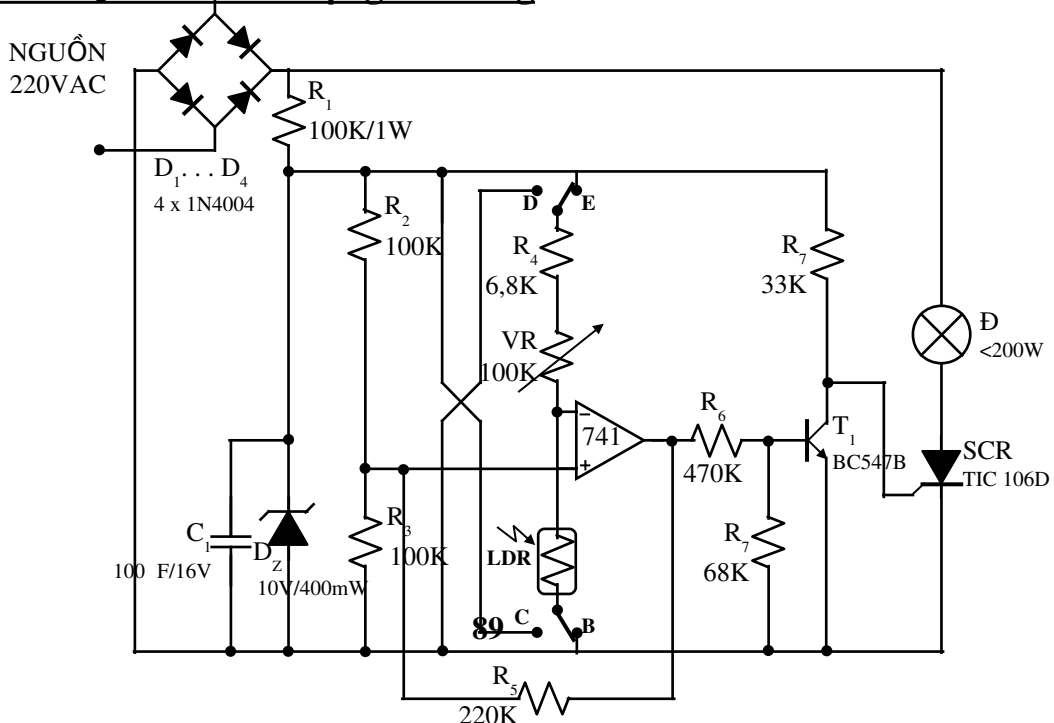 NGUỒN
220VAC
R1
100K/1W
D1. . . D4
4 x 1N4004
R2
100K
D
E
R4
6,8K
R7
33K
Đ
<200W
VR
100K
R6
470K
741
T1
BC547B
SCR
TIC 106D
C1
100 F/16V
DZ
10V/400mW
R3
100K
LDR
R7
68K
89
C
B
R5
220K